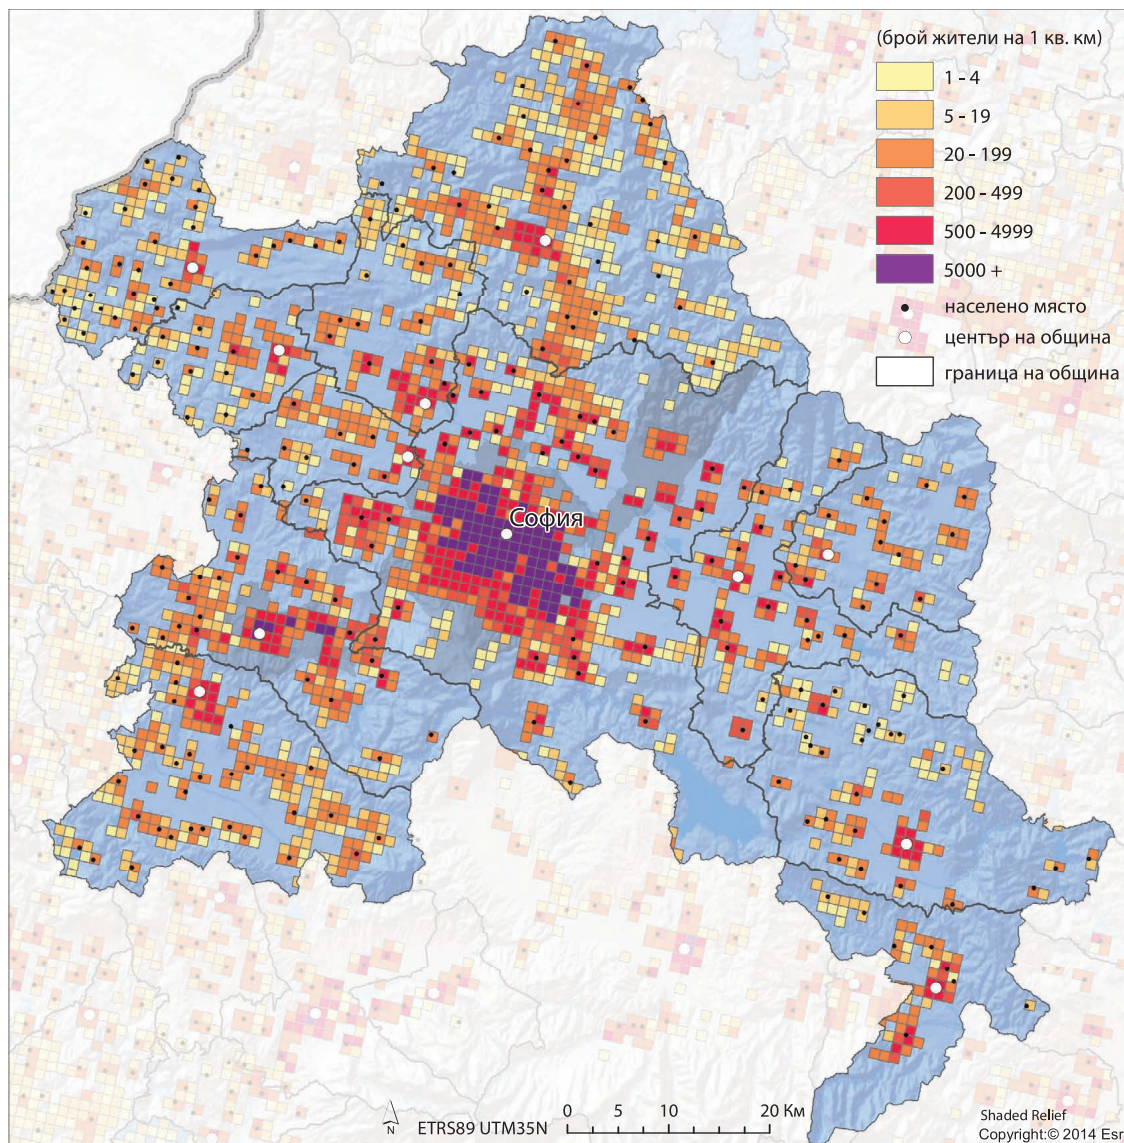 (брой жители на 1 кв. км)
1 - 4
5 - 19
20 - 199
200 - 499
500 - 4999
5000 +
населено място
център на община
граница на община
София
N
ETRS89 UTM35N
0 5 10 20 Км
Shaded Relief
Copyright:© 2014 Esr